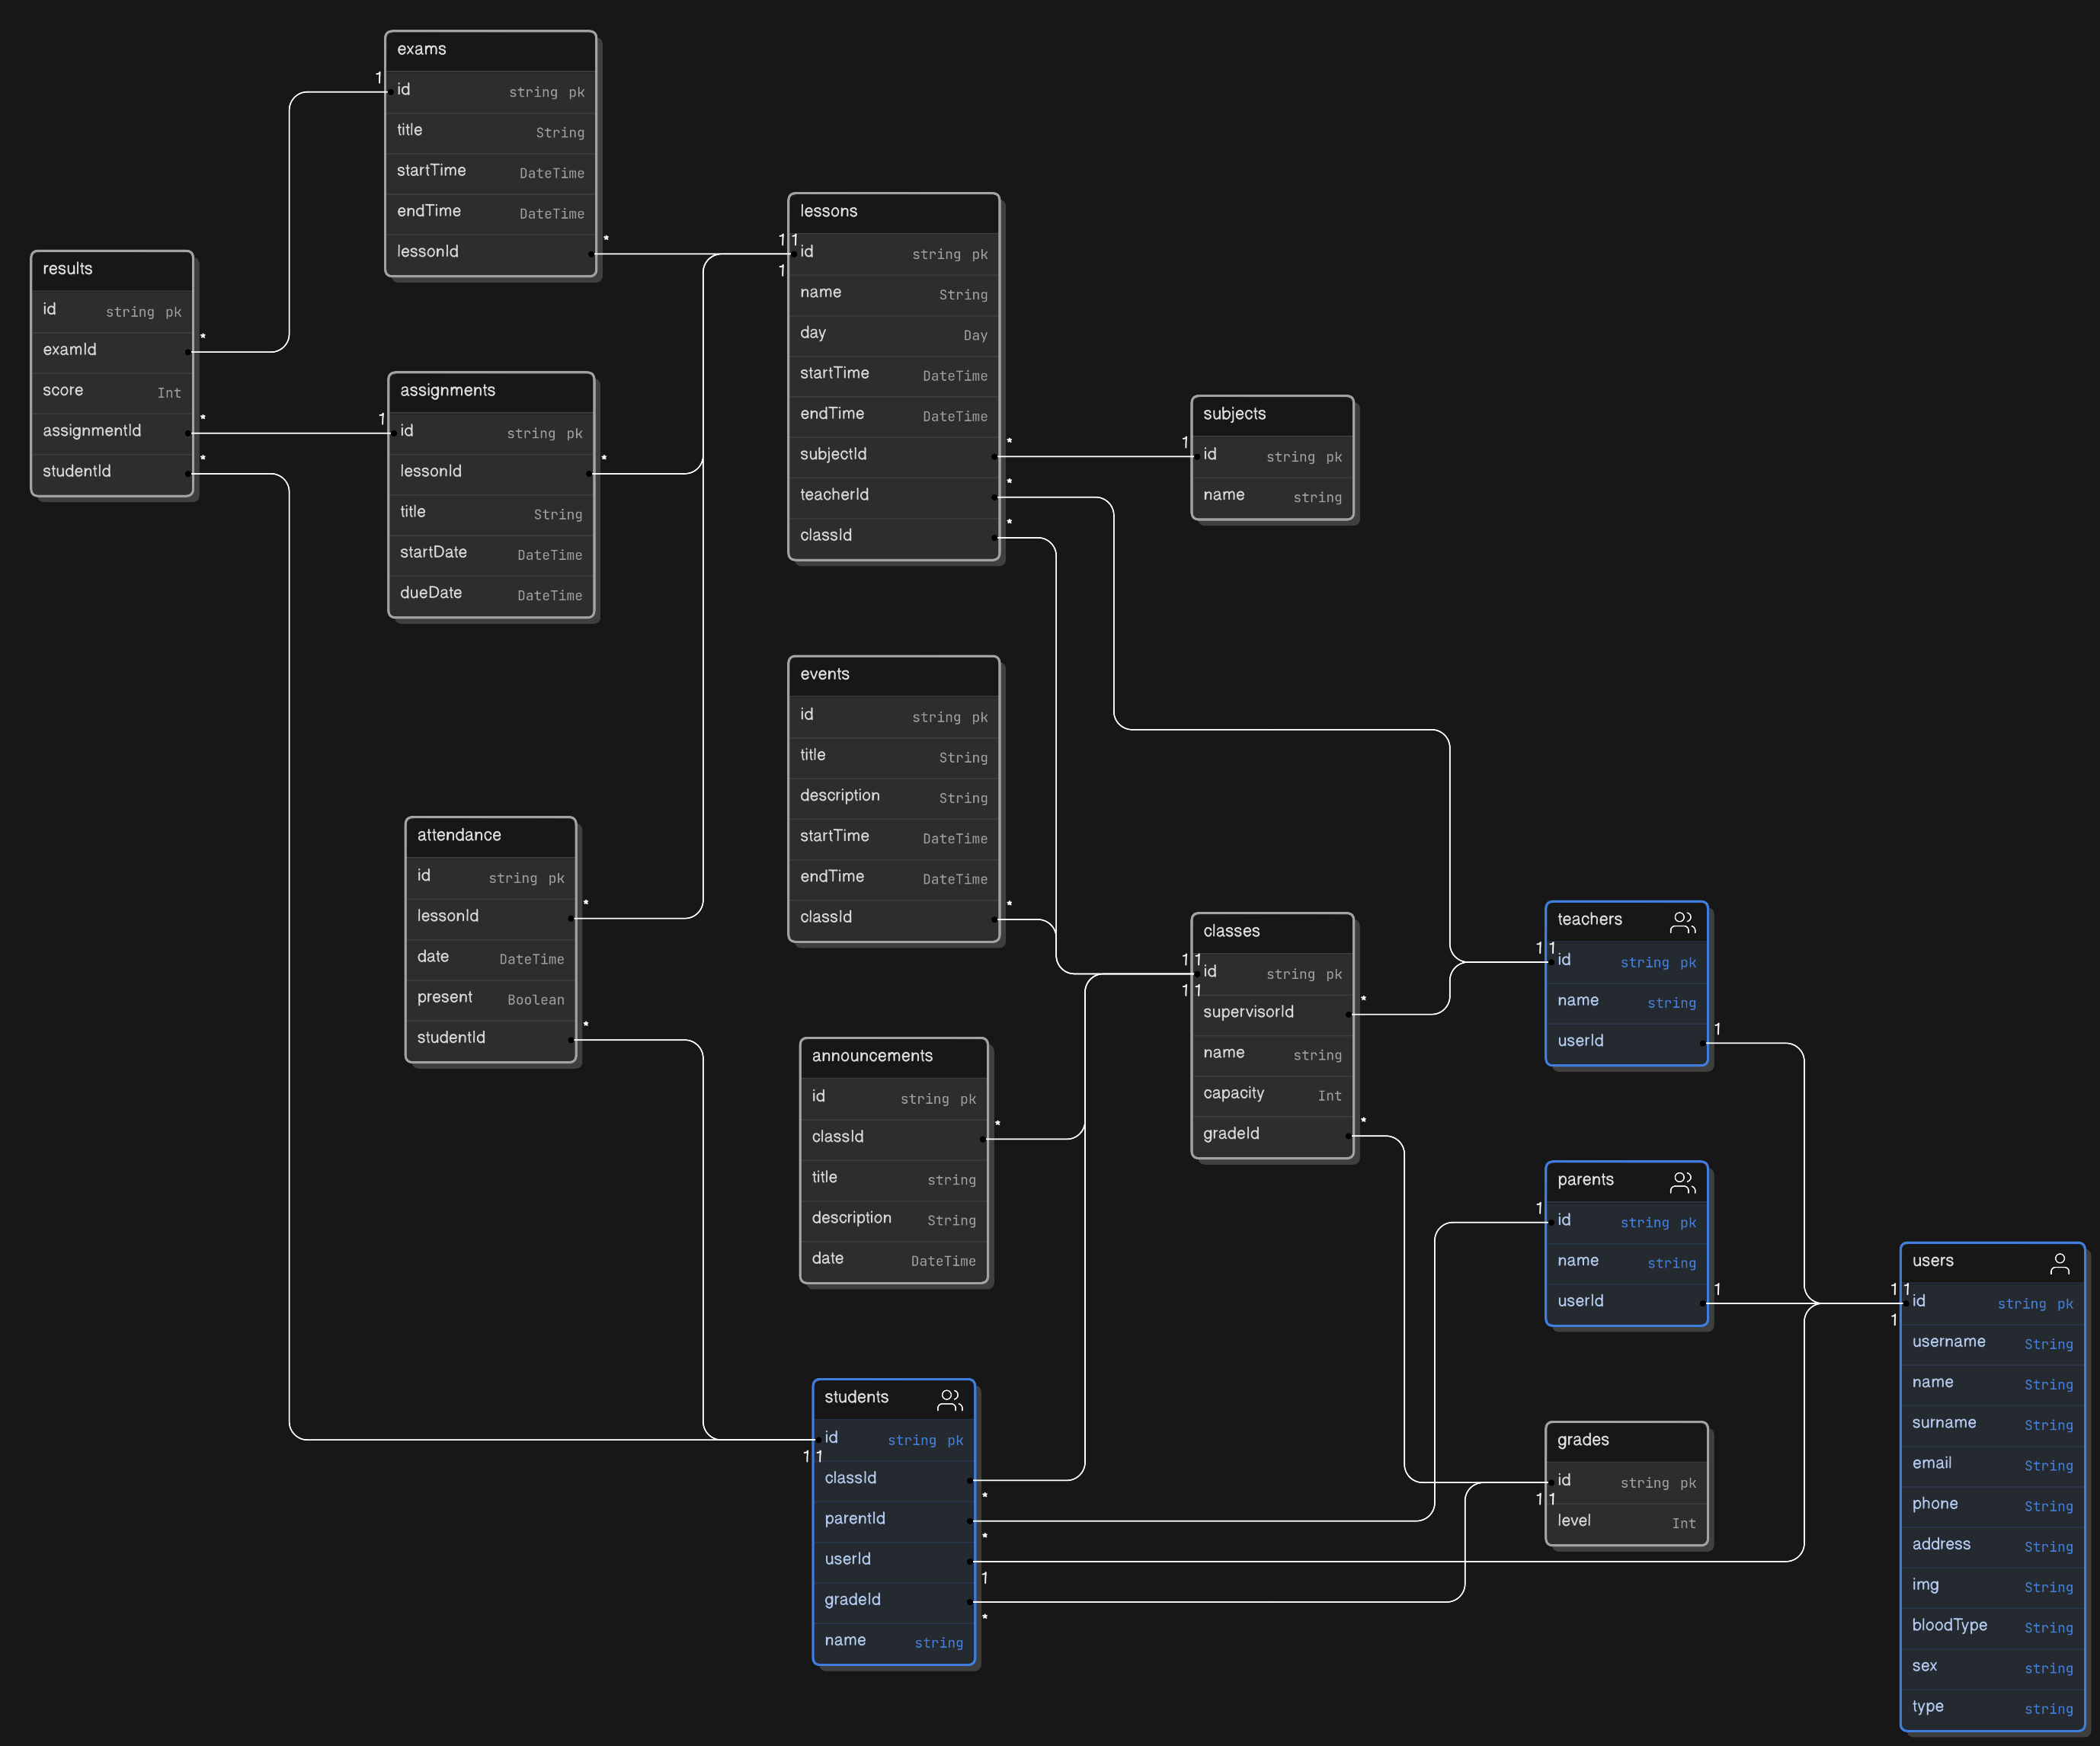 exams
1
id string pk
title String
startTime DateTime
endTime DateTime
lessonId
*
results
id string pk
examId
*
score Int
assignmentId
*
studentId
*
assignments
1
id string pk
lessonId
*
title String
startDate DateTime
dueDate DateTime
attendance
id string pk
lessonId
*
date DateTime
present Boolean
studentId
*
lessons
1 1
id string pk
1
name String
day Day
startTime DateTime
endTime DateTime
subjectId
*
teacherId
*
classId
*
events
id string pk
title String
description String
startTime DateTime
endTime DateTime
classId
*
announcements
id string pk
classId
*
title string
description String
date DateTime
students
id string pk
1 1
classId
*
parentId
*
userId
1
gradeId
*
name string
subjects
1
id string pk
name string
classes
1 1
id string pk
1 1
supervisorId
*
name string
capacity Int
gradeId
*
teachers
1 1
id string pk
name string
userId
1
parents
1
id string pk
name string
userId
1
grades
id string pk
1 1
level Int
users
1 1
id string pk
1
username String
name String
surname String
email String
phone String
address String
img String
bloodType String
sex string
type string